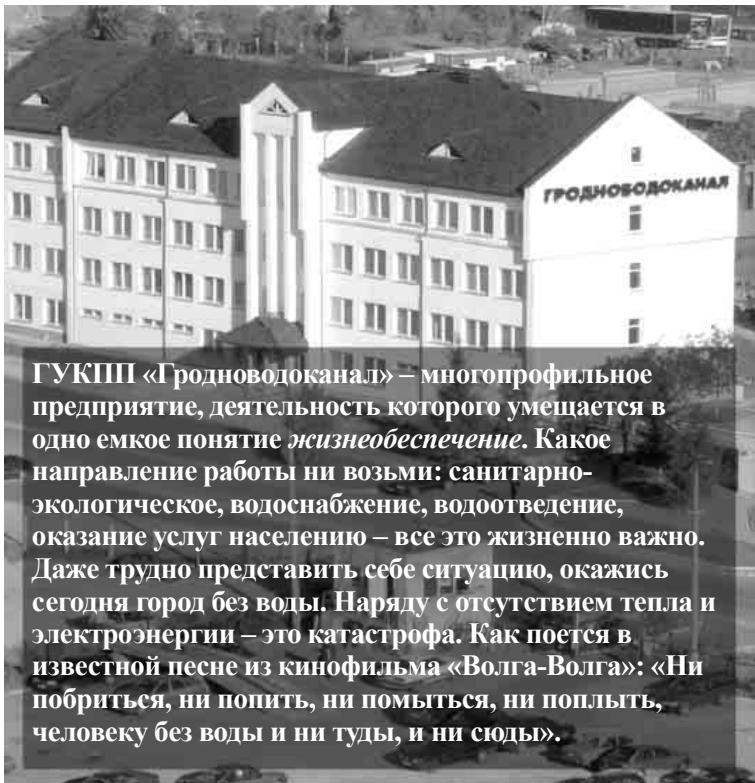 ГРОДНОВОДОКАНАЛ
ГУКПП «Гродноводоканал» – многопрофильное
предприятие, деятельность которого умещается в
одно емкое понятие жизнеобеспечение. Какое
направление работы ни возьми: санитарно-
экологическое, водоснабжение, водоотведение,
оказание услуг населению – все это жизненно важно.
Даже трудно представить себе ситуацию, окажись
сегодня город без воды. Наряду с отсутствием тепла и
электроэнергии – это катастрофа. Как поется в
известной песне из кинофильма «Волга-Волга»: «Ни
побриться, ни попить, ни помыться, ни поплыть,
человеку без воды и ни туды, и ни сюды».